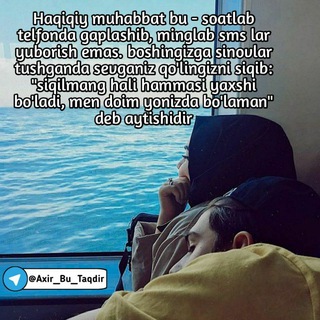 Haqiqiy muhabbat bu - soatlab
telfonda gaplashib, minglab sms lar
yuborish emas. boshingizga sinovlar
tushganda sevganiz qo'lingizni siqib:
"siqilmang hali hammasi yaxshi
bo'ladi, men doim yonizda bo'laman"
deb aytishidir
@Axir_Bu_Taqdir